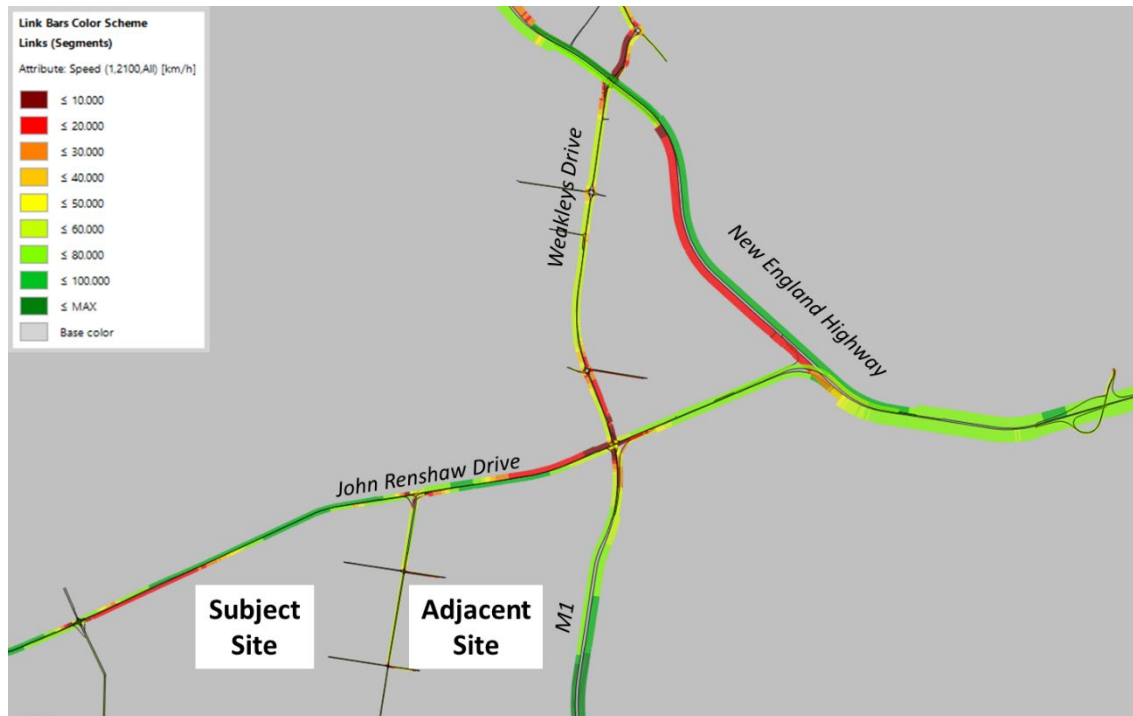 Link Bars Color Scheme
Links (Segments)
Attribute: Speed (1,2100,All) [km/h]
≤ 10.000
≤ 20.000
≤ 30.000
≤ 40.000
≤ 50.000
≤ 60.000
≤ 80.000
≤ 100.000
≤ MAX
Base color
Weakleys Drive
New England Highway
John Renshaw Drive
Subject
Site
Adjacent
Site
M1